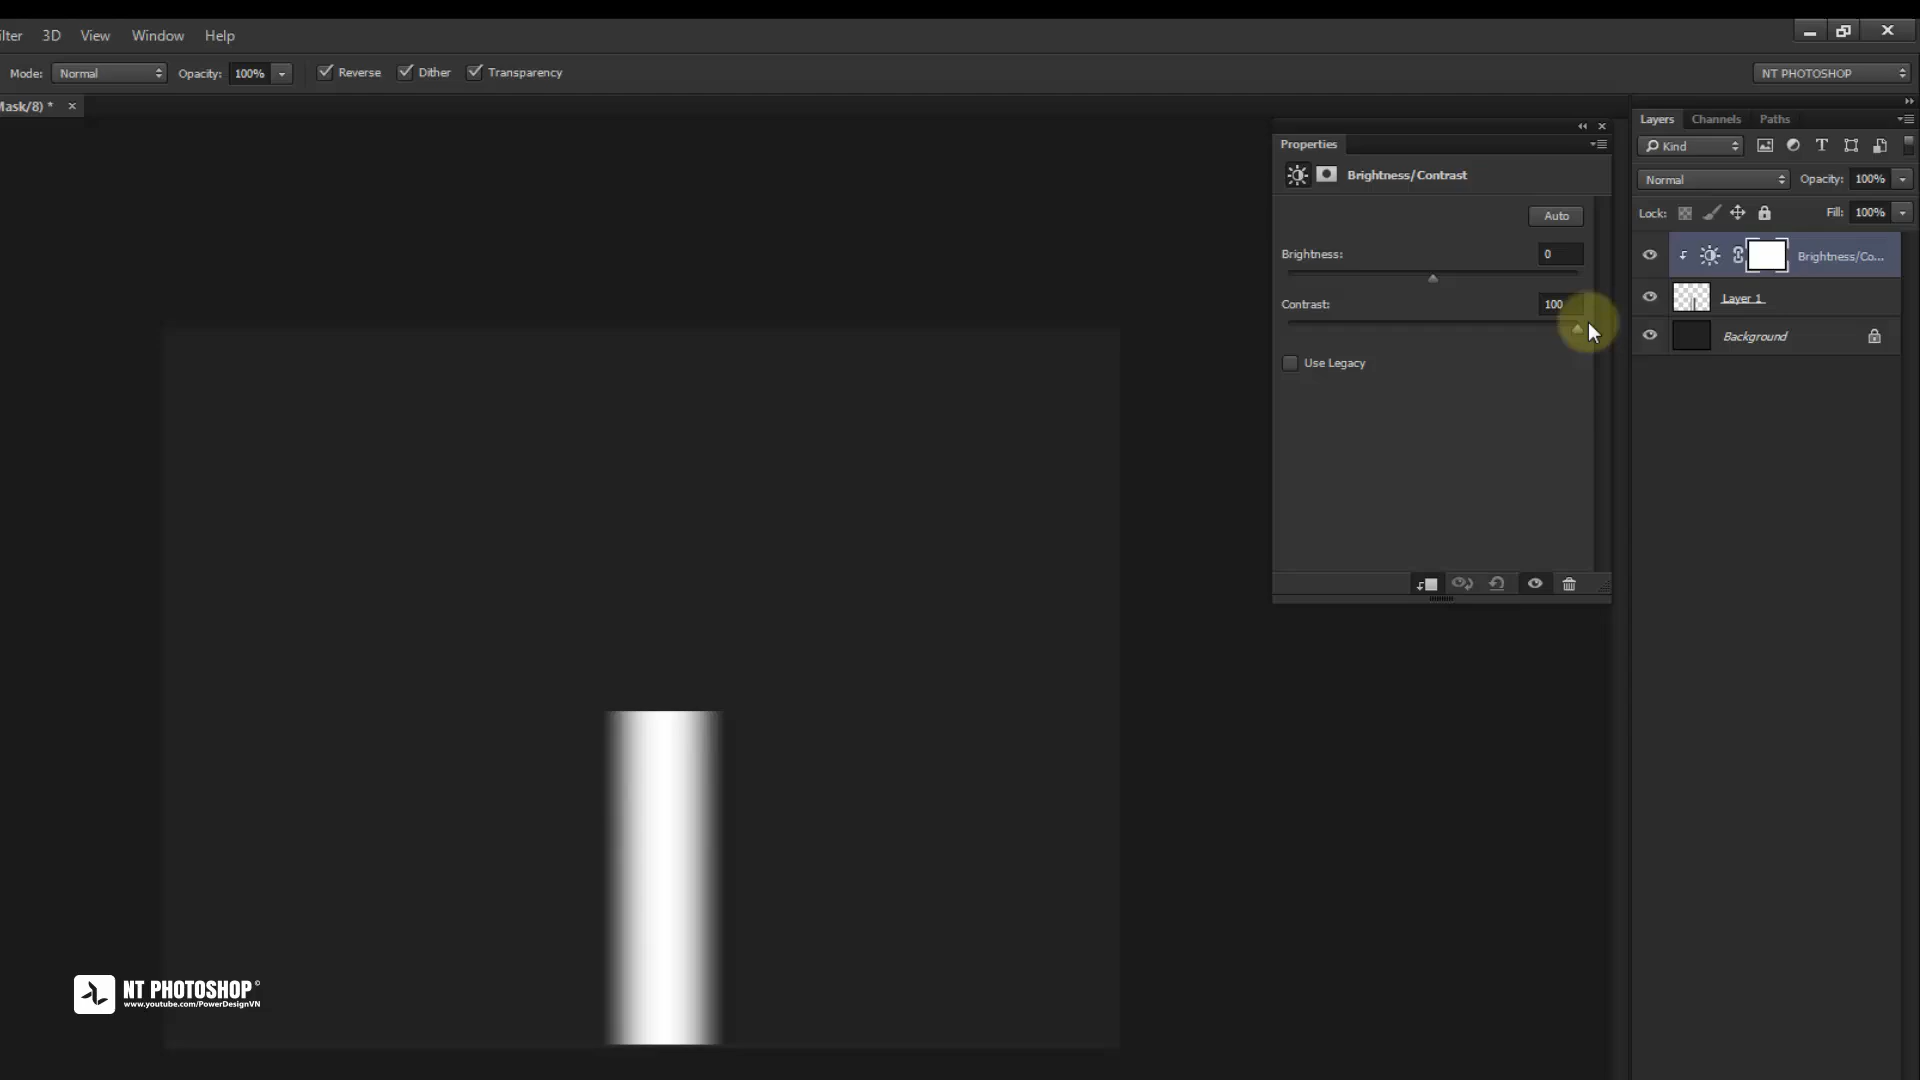 ilter 3D View Window Help
Mode: Normal Opacity: 100% Reverse Dither Transparency NT PHOTOSHOP
Mask/8) * ×
Properties
Brightness/Contrast
Auto
Brightness: 0
Contrast: 100
Use Legacy
Layers Channels Paths
Kind
Normal Opacity: 100%
Lock: Fill: 100%
Brightness/Co...
Layer 1
Background
NT PHOTOSHOP©
www.youtube.com/PowerDesignVN